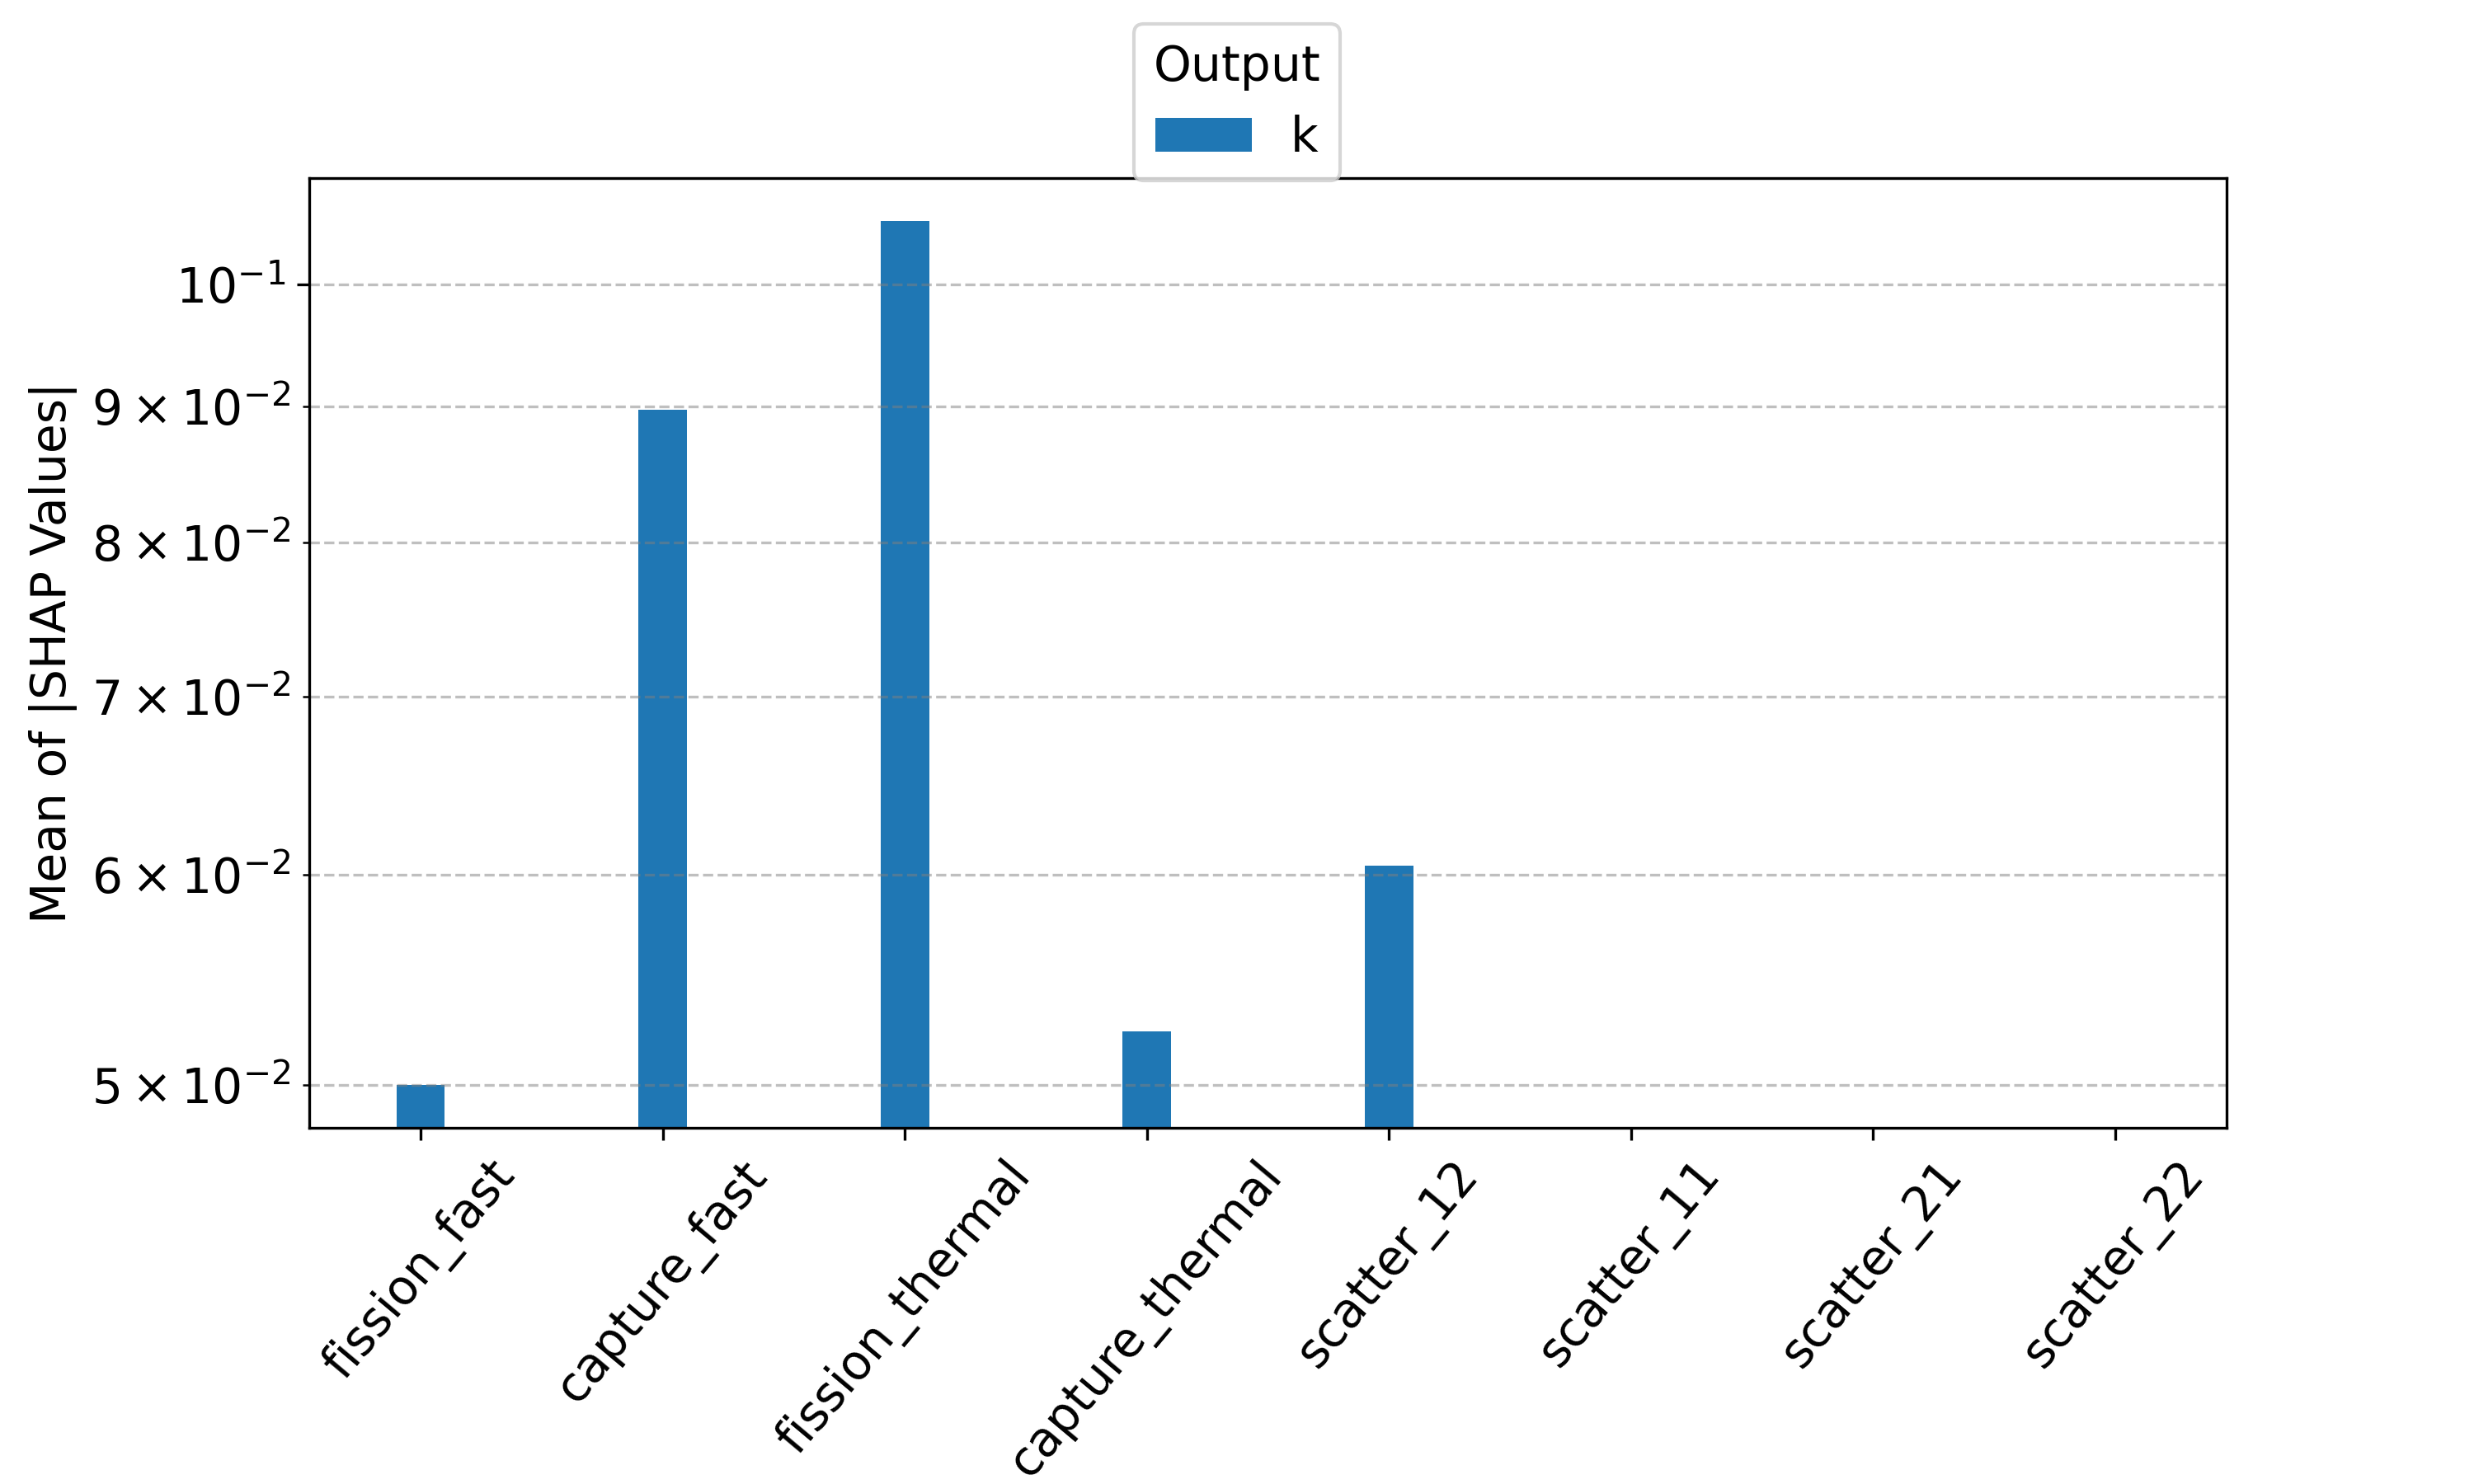 Output
k
Mean of |SHAP Values|
10⁻¹
9 × 10⁻²
8 × 10⁻²
7 × 10⁻²
6 × 10⁻²
5 × 10⁻²
fission_fast
capture_fast
fission_thermal
capture_thermal
scatter_12
scatter_11
scatter_21
scatter_22